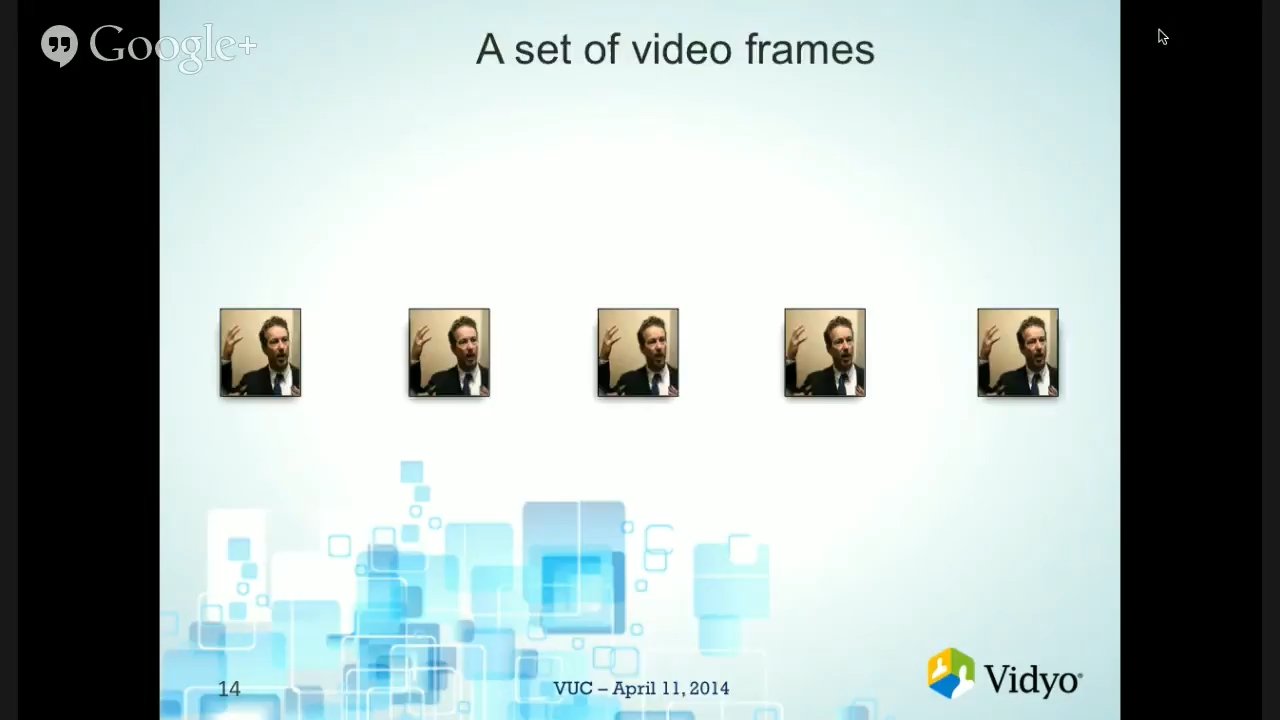 Google+
A set of video frames
14
VUC – April 11, 2014
Vidyo